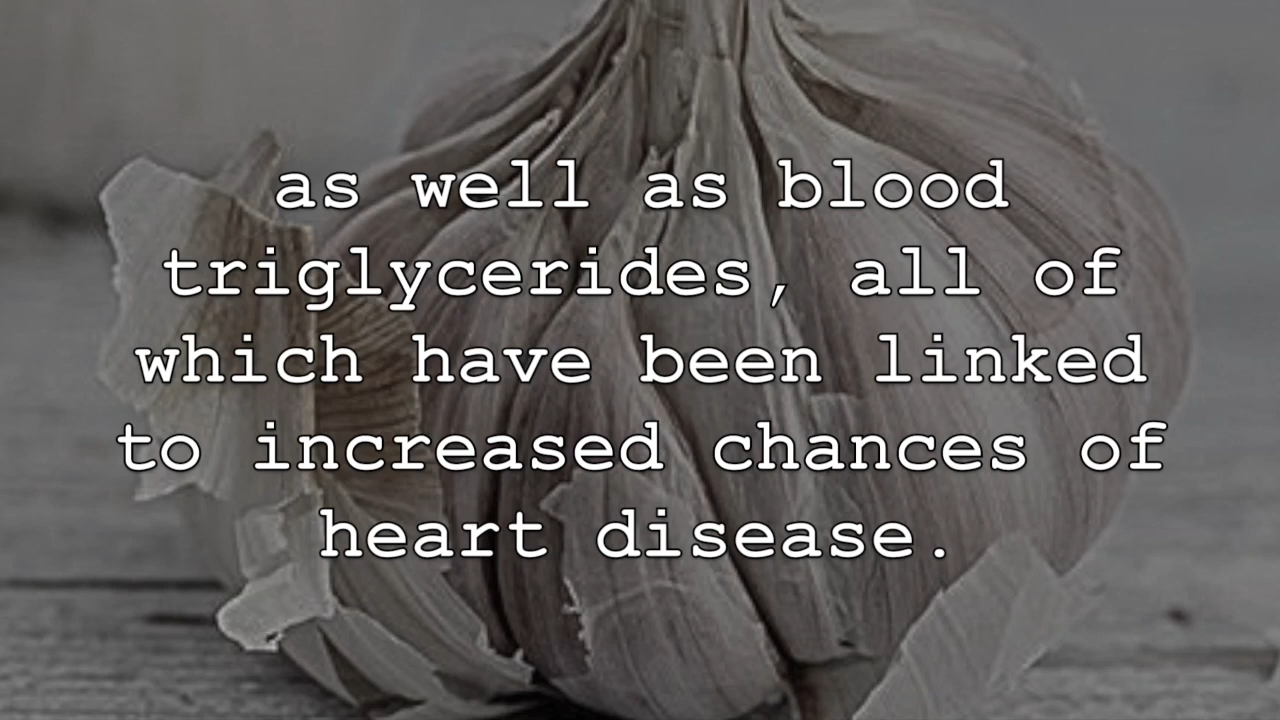 as well as blood
triglycerides, all of
which have been linked
to increased chances of
heart disease.